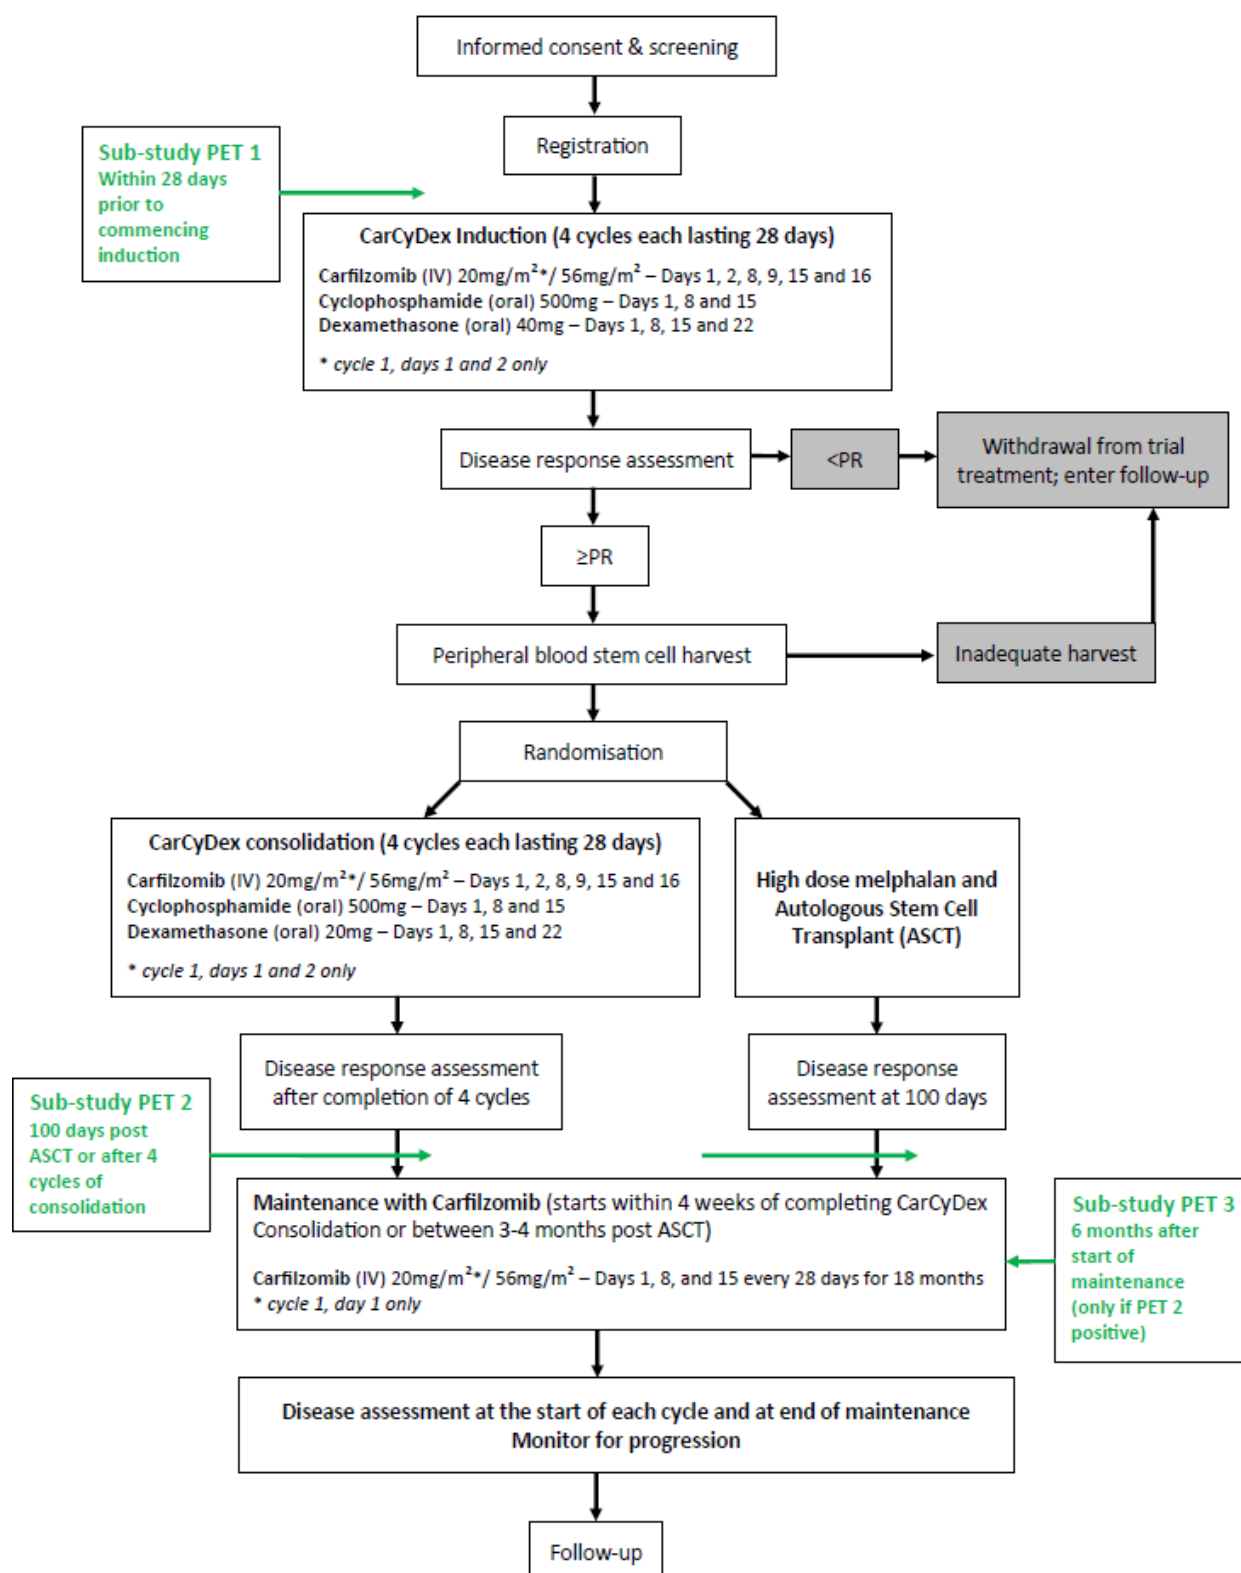 Informed consent & screening
Registration
Sub-study PET 1
Within 28 days
prior to
commencing
induction
CarCyDex Induction (4 cycles each lasting 28 days)
Carfilzomib (IV) 20mg/m²*/ 56mg/m² – Days 1, 2, 8, 9, 15 and 16
Cyclophosphamide (oral) 500mg – Days 1, 8 and 15
Dexamethasone (oral) 40mg – Days 1, 8, 15 and 22
* cycle 1, days 1 and 2 only
Disease response assessment
<PR
Withdrawal from trial
treatment; enter follow-up
≥PR
Peripheral blood stem cell harvest
Inadequate harvest
Randomisation
CarCyDex consolidation (4 cycles each lasting 28 days)
Carfilzomib (IV) 20mg/m²*/ 56mg/m² – Days 1, 2, 8, 9, 15 and 16
Cyclophosphamide (oral) 500mg – Days 1, 8 and 15
Dexamethasone (oral) 20mg – Days 1, 8, 15 and 22
* cycle 1, days 1 and 2 only
High dose melphalan and
Autologous Stem Cell
Transplant (ASCT)
Disease response assessment
after completion of 4 cycles
Disease response
assessment at 100 days
Sub-study PET 2
100 days post
ASCT or after 4
cycles of
consolidation
Maintenance with Carfilzomib (starts within 4 weeks of completing CarCyDex
Consolidation or between 3-4 months post ASCT)
Carfilzomib (IV) 20mg/m²*/ 56mg/m² – Days 1, 8, and 15 every 28 days for 18 months
* cycle 1, day 1 only
Sub-study PET 3
6 months after
start of
maintenance
(only if PET 2
positive)
Disease assessment at the start of each cycle and at end of maintenance
Monitor for progression
Follow-up